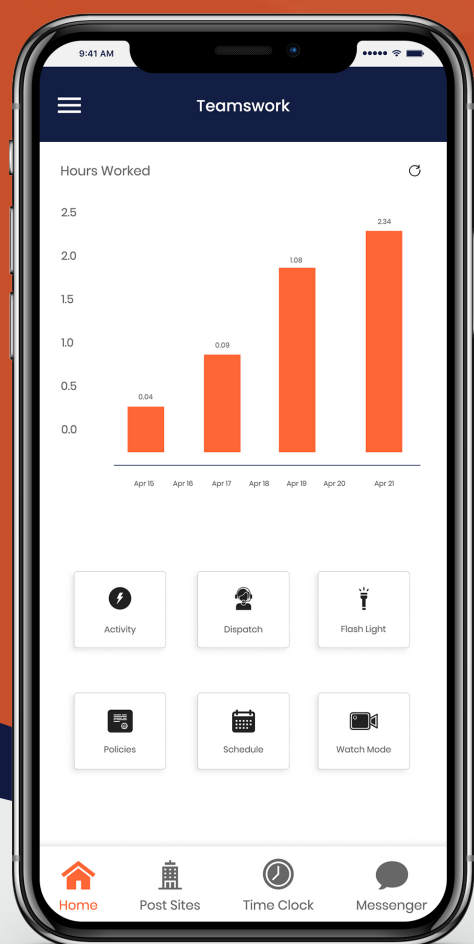 9:41 AM
Teamswork
Hours Worked
2.5
2.34
2.0
1.08
1.5
1.0
0.09
0.5
0.04
0.0
Apr 15 Apr 16 Apr 17 Apr 18 Apr 19 Apr 20 Apr 21
Activity Dispatch Flash Light
Policies Schedule Watch Mode
Home Post Sites Time Clock Messenger